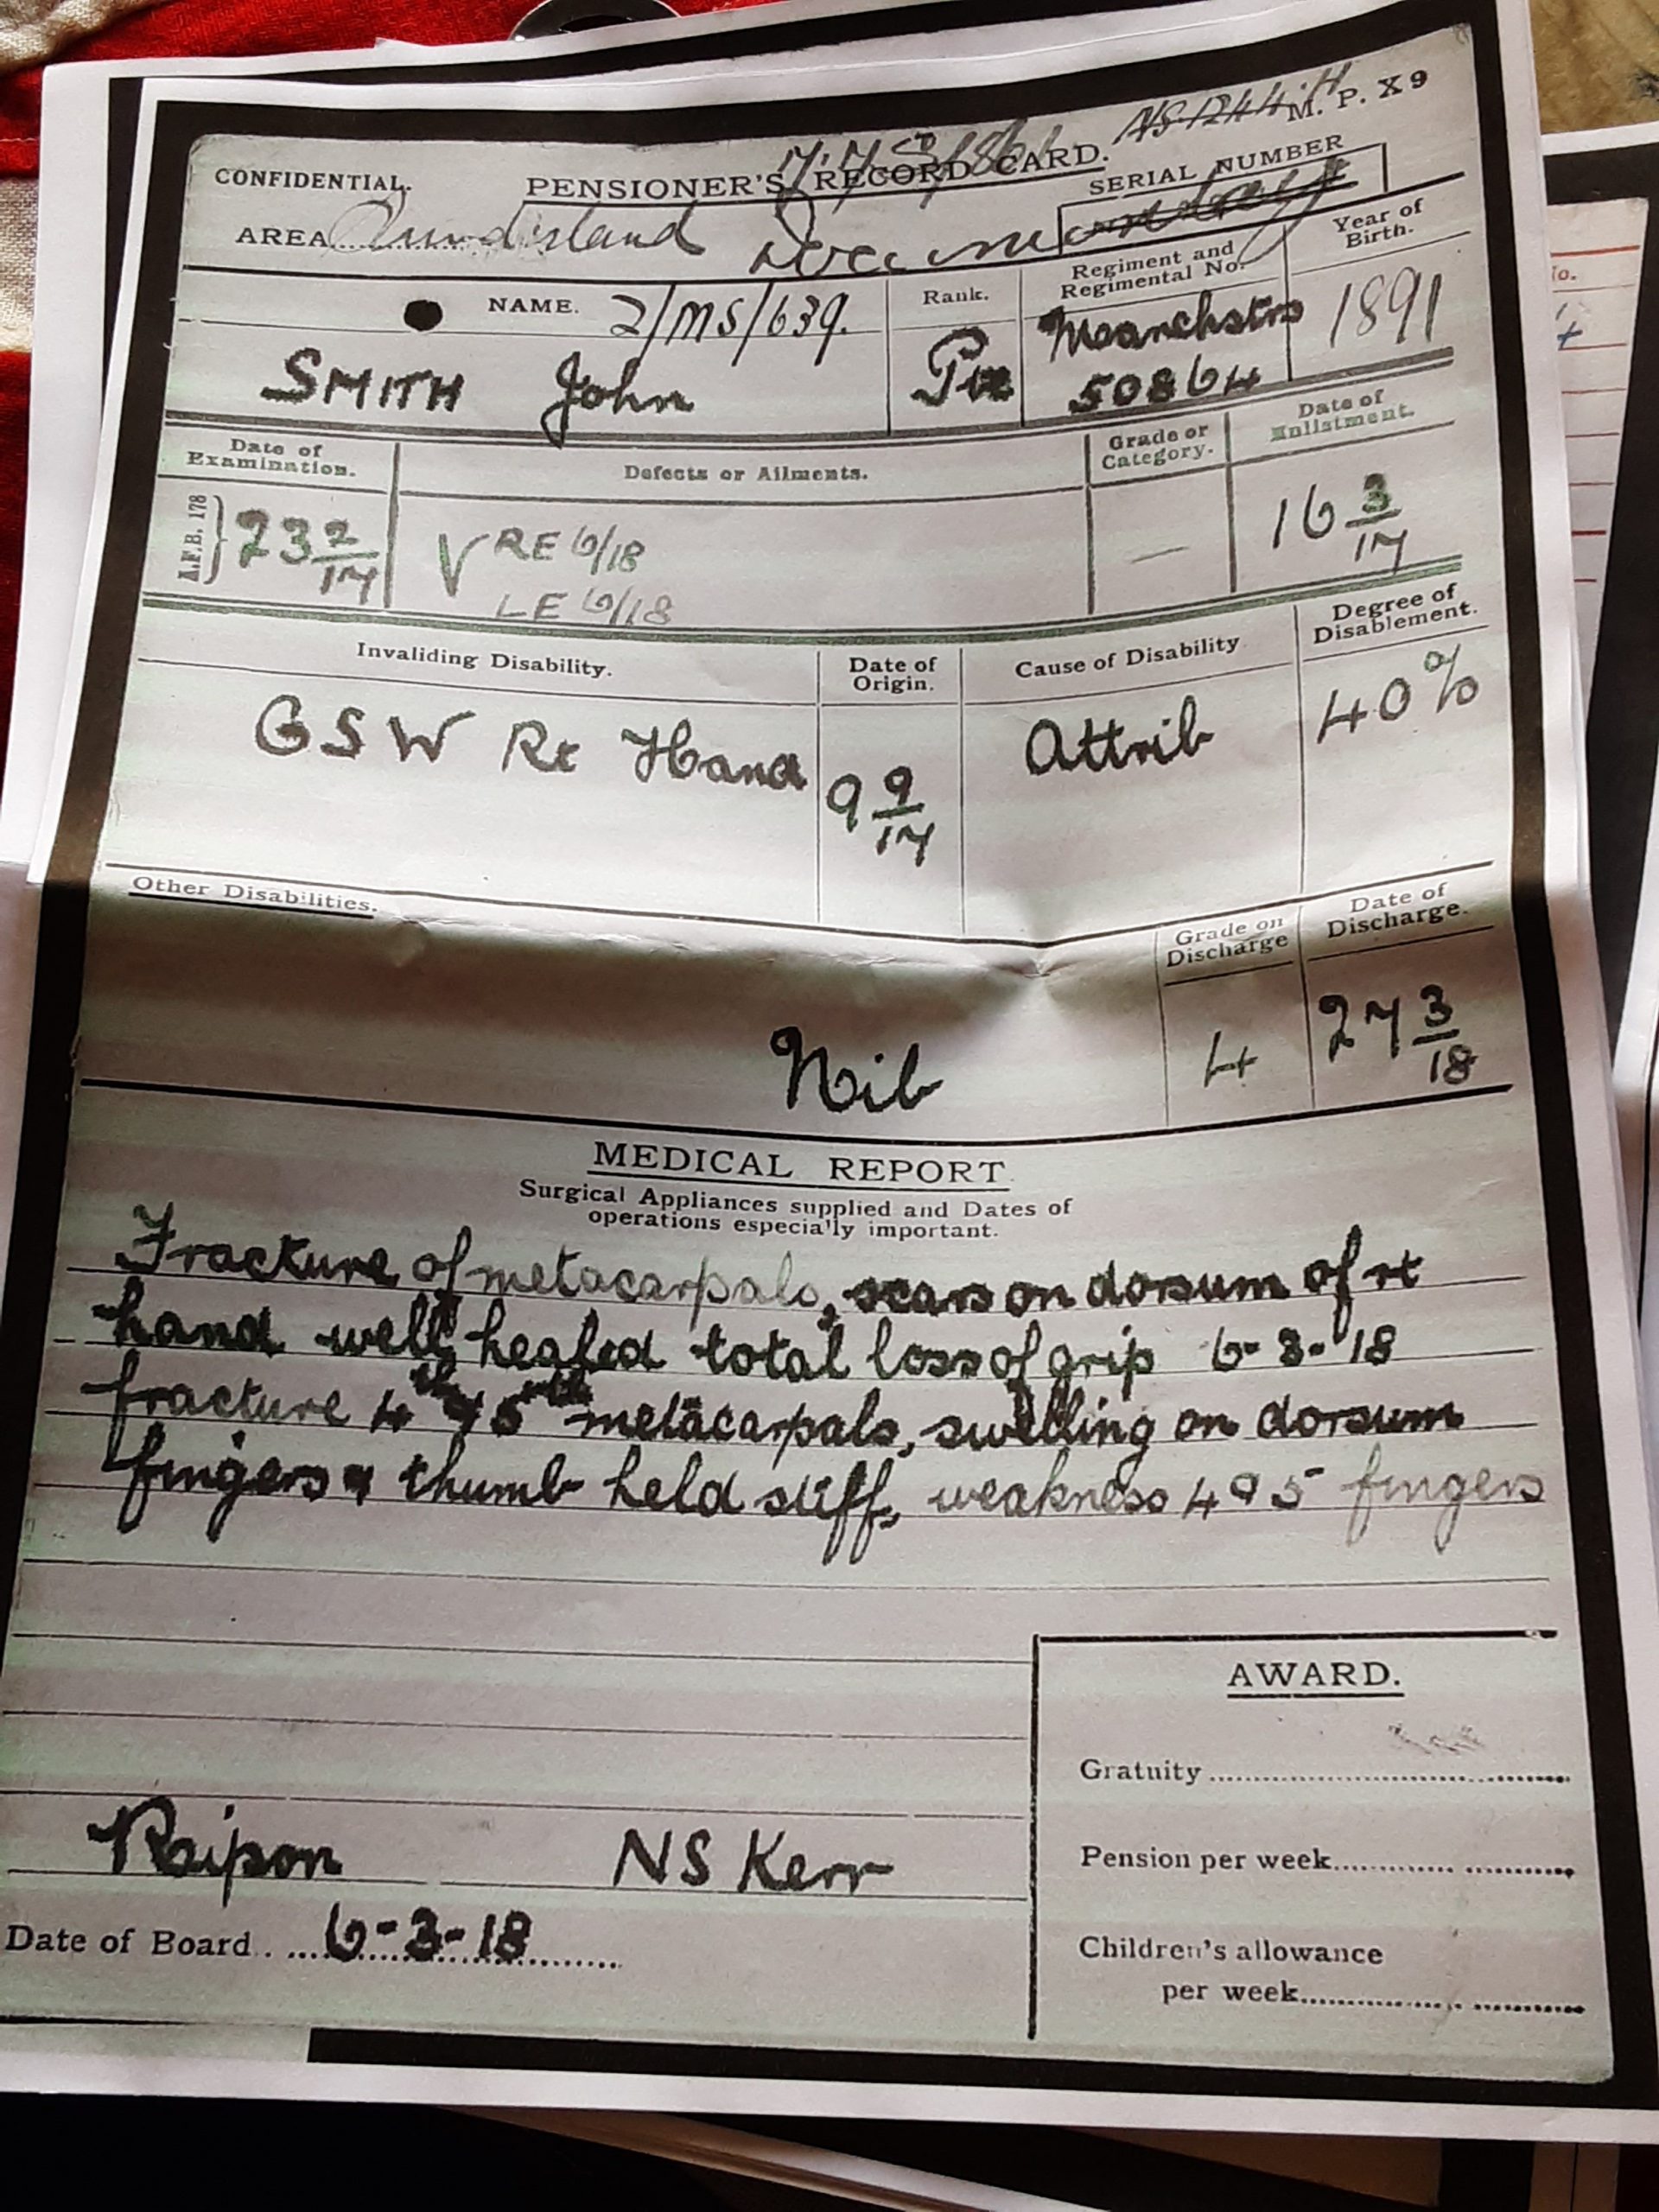 M. P. X 9
CONFIDENTIAL. PENSIONER'S RECORD CARD. SERIAL NUMBER
AREA Sunderland
NAME. 2/MS/639. Rank. Regiment and Regimental No. Year of Birth.
SMITH John Pte Manchstrs 50864 1891
Date of Examination. Defects or Ailments. Grade or Category. Date of Enlistment.
A.F.B. 178 } 23 2/17 V RE 6/18 — 16 3/17
LE 6/18
Invaliding Disability. Date of Origin. Cause of Disability Degree of Disablement.
GSW Rt Hand 9 9/17 Attrib 40%
Other Disabilities. Grade on Discharge Date of Discharge.
Nil 4 27 3/18
MEDICAL REPORT
Surgical Appliances supplied and Dates of
operations especially important.
Fracture of metacarpals, scars on dorsum of rt
hand well healed total loss of grip 6-3-18
fracture 4th & 5th metacarpals, swelling on dorsum
fingers & thumb held stiff, weakness 4 & 5 fingers
AWARD.
Gratuity
Ripon NS Kerr
Pension per week
Date of Board 6-3-18
Children's allowance
per week